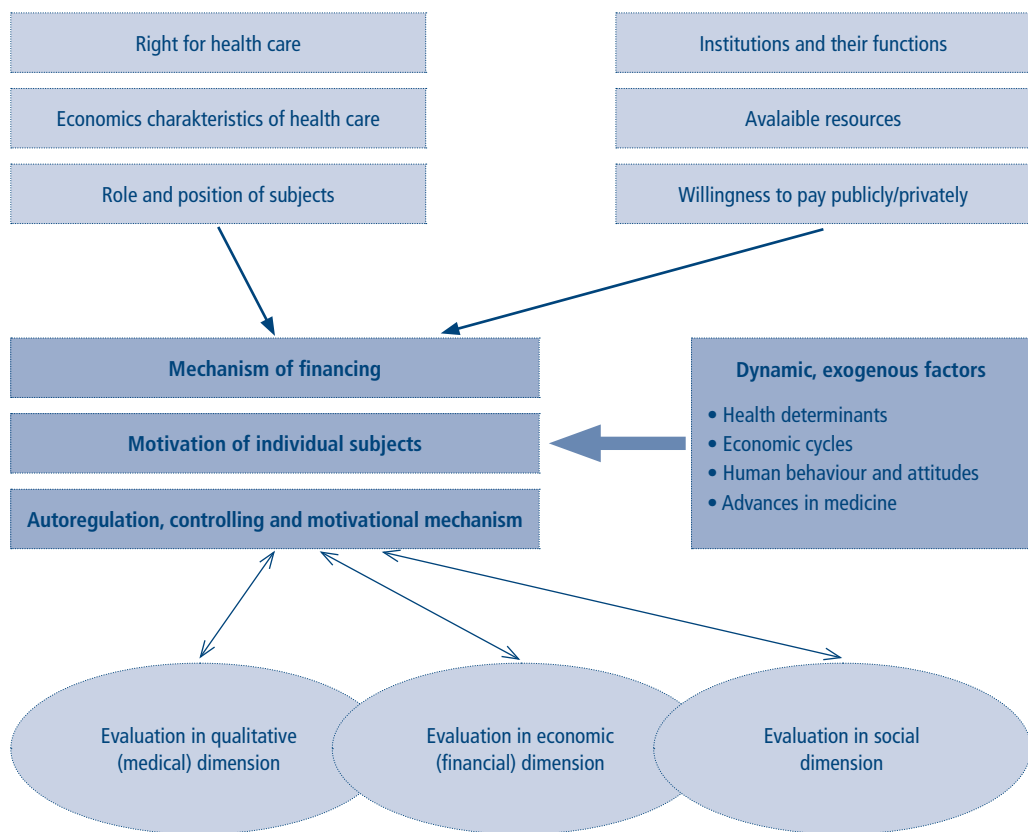 Right for health care
Institutions and their functions
Economics charakteristics of health care
Avalaible resources
Role and position of subjects
Willingness to pay publicly/privately
Mechanism of financing
Motivation of individual subjects
Autoregulation, controlling and motivational mechanism
Dynamic, exogenous factors
• Health determinants
• Economic cycles
• Human behaviour and attitudes
• Advances in medicine
Evaluation in qualitative
(medical) dimension
Evaluation in economic
(financial) dimension
Evaluation in social
dimension